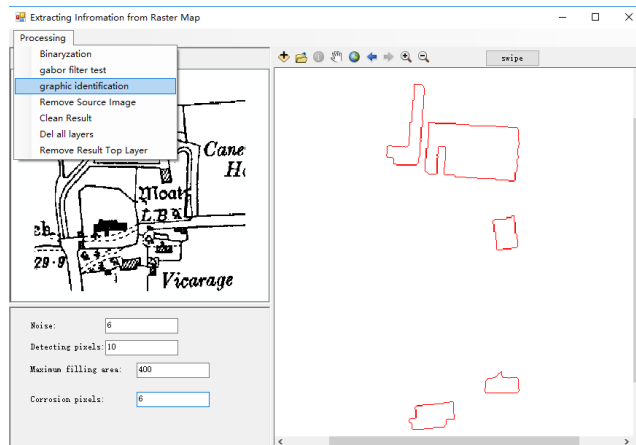 Extracting Infromation from Raster Map
Processing
Binaryzation
gabor filter test
graphic identification
Remove Source Image
Clean Result
Del all layers
Remove Result Top Layer
swipe
Cane
Moat
L.B.
29·9
Vicarage
Noise: 6
Detecting pixels: 10
Maximum filling area: 400
Corrosion pixels: 6